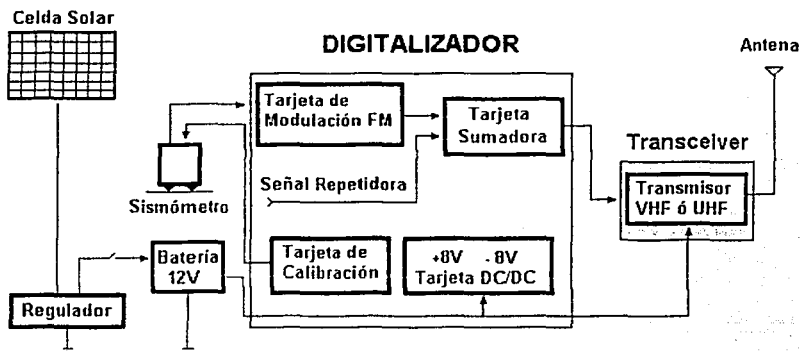 Celda Solar
DIGITALIZADOR
Antena
Tarjeta de
Modulación FM
Tarjeta
Sumadora
Transceiver
Señal Repetidora
Transmisor
VHF ó UHF
Sismómetro
Batería
12V
Tarjeta de
Calibración
+8V - 8V
Tarjeta DC/DC
Regulador